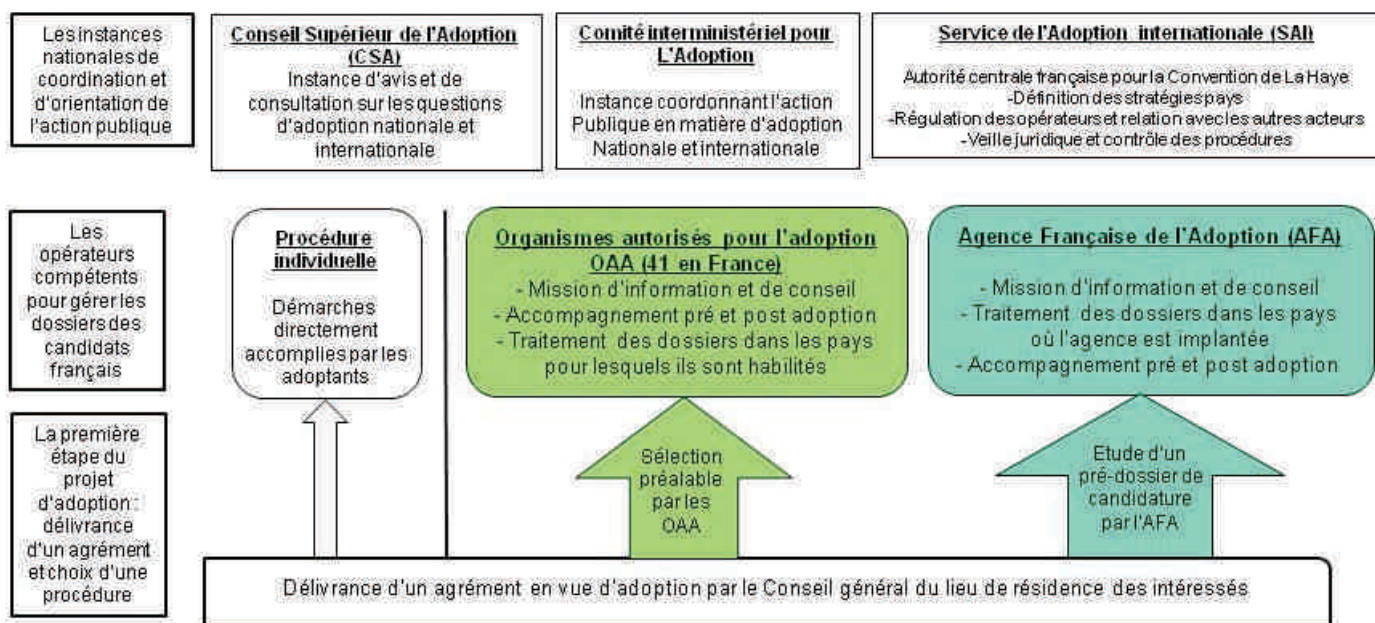 Les instances
nationales de
coordination et
d'orientation de
l'action publique
Conseil Supérieur de l'Adoption
(CSA)
Instance d'avis et de
consultation sur les questions
d'adoption nationale et
internationale
Comité interministériel pour
L'Adoption
Instance coordonnant l'action
Publique en matière d'adoption
Nationale et internationale
Service de l'Adoption internationale (SAI)
Autorité centrale française pour la Convention de La Haye
-Définition des stratégies pays
-Régulation des opérateurs et relation avec les autres acteurs
-Veille juridique et contrôle des procédures
Les
opérateurs
compétents
pour gérer les
dossiers des
candidats
français
Procédure
individuelle
Démarches
directement
accomplies par les
adoptants
Organismes autorisés pour l'adoption
OAA (41 en France)
- Mission d'information et de conseil
- Accompagnement pré et post adoption
- Traitement des dossiers dans les pays
pour lesquels ils sont habilités
Agence Française de l'Adoption (AFA)
- Mission d'information et de conseil
- Traitement des dossiers dans les pays
où l'agence est implantée
- Accompagnement pré et post adoption
La première
étape du
projet
d'adoption :
délivrance
d'un agrément
et choix d'une
procédure
Sélection
préalable
par les
OAA
Etude d'un
pré-dossier de
candidature
par l'AFA
Délivrance d'un agrément en vue d'adoption par le Conseil général du lieu de résidence des intéressés